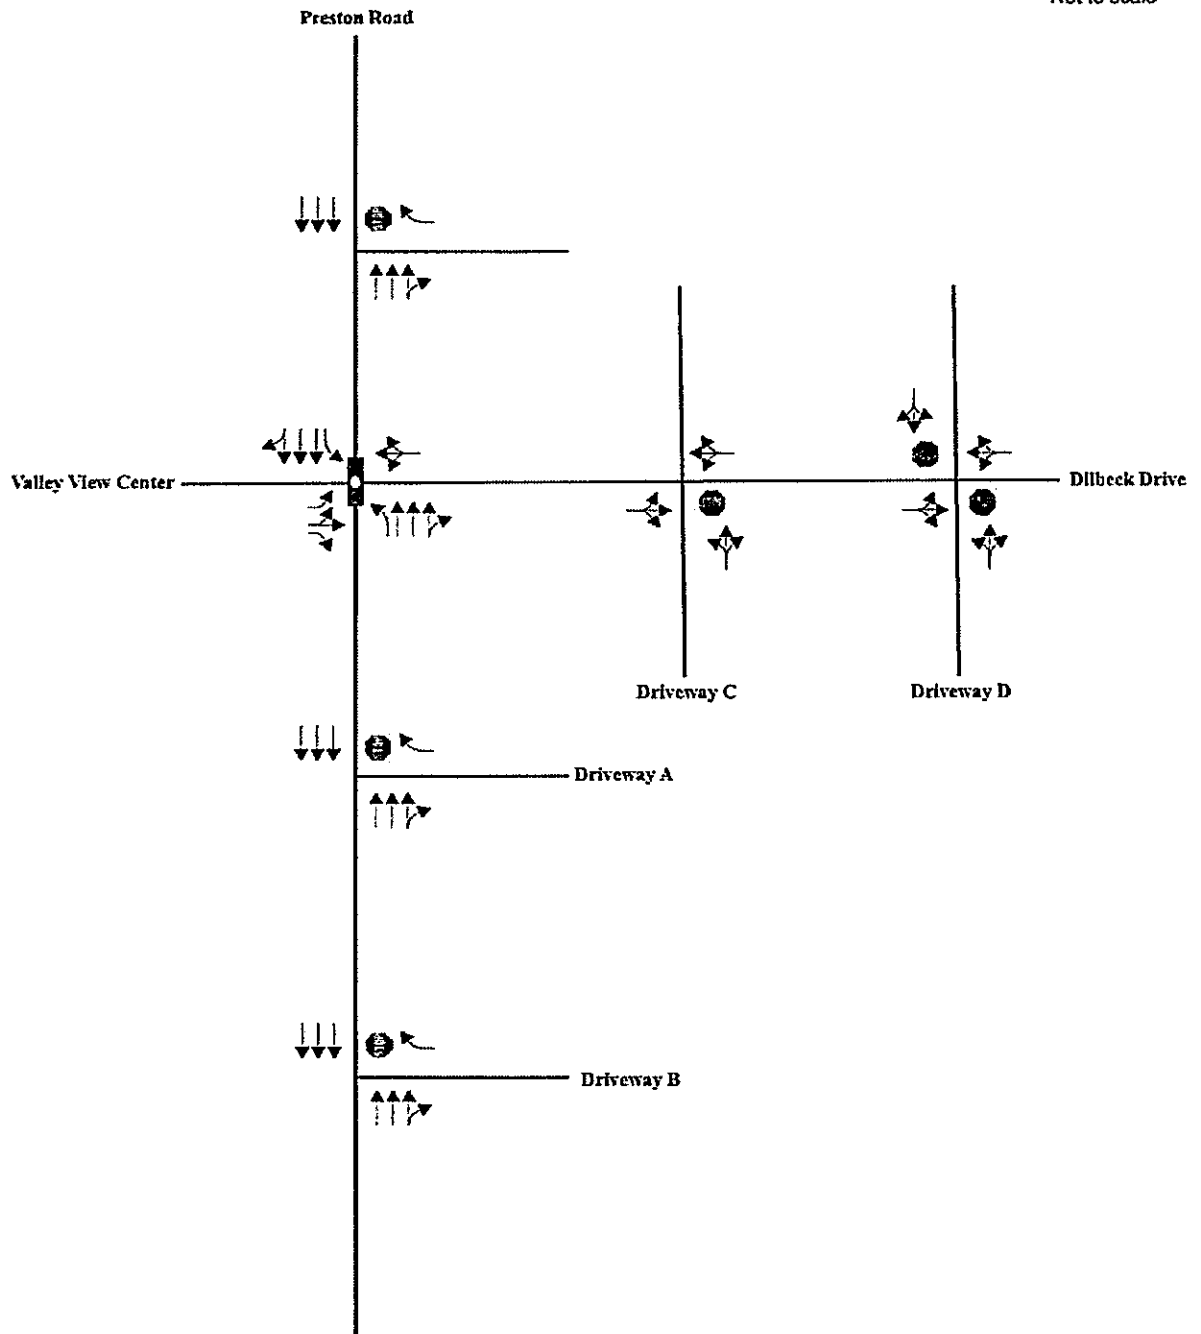 Not to scale
Preston Road
Valley View Center
Dilbeck Drive
Driveway C
Driveway D
Driveway A
Driveway B